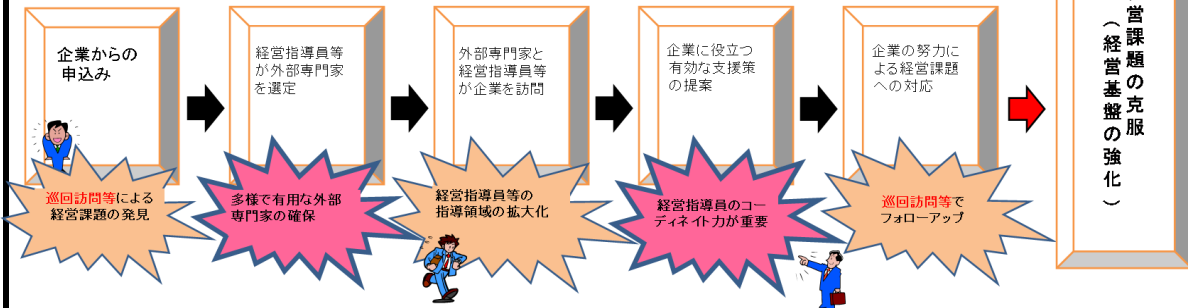 企業からの
申込み
経営指導員等
が外部専門家
を選定
外部専門家と
経営指導員等
が企業を訪問
企業に役立つ
有効な支援策
の提案
企業の努力に
よる経営課題
への対応
営課題の克服
（経営基盤の強化）
巡回訪問等による
経営課題の発見
多様で有用な外部
専門家の確保
経営指導員等の
指導領域の拡大化
経営指導員のコー
ディネイト力が重要
巡回訪問等で
フォローアップ